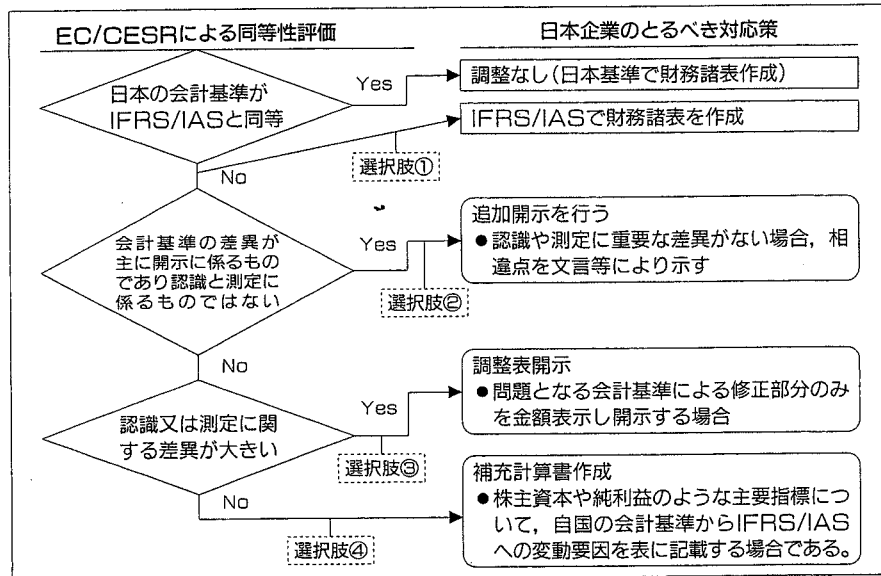 EC/CESRによる同等性評価
日本企業のとるべき対応策
日本の会計基準が
IFRS/IASと同等
Yes
調整なし(日本基準で財務諸表作成)
IFRS/IASで財務諸表を作成
選択肢①
No
会計基準の差異が
主に開示に係るもの
であり認識と測定に
係るものではない
Yes
選択肢②
追加開示を行う
●認識や測定に重要な差異がない場合，相
違点を文言等により示す
No
認識又は測定に関
する差異が大きい
Yes
選択肢③
調整表開示
●問題となる会計基準による修正部分のみ
を金額表示し開示する場合
No
選択肢④
補充計算書作成
●株主資本や純利益のような主要指標につ
いて，自国の会計基準からIFRS/IAS
への変動要因を表に記載する場合である。